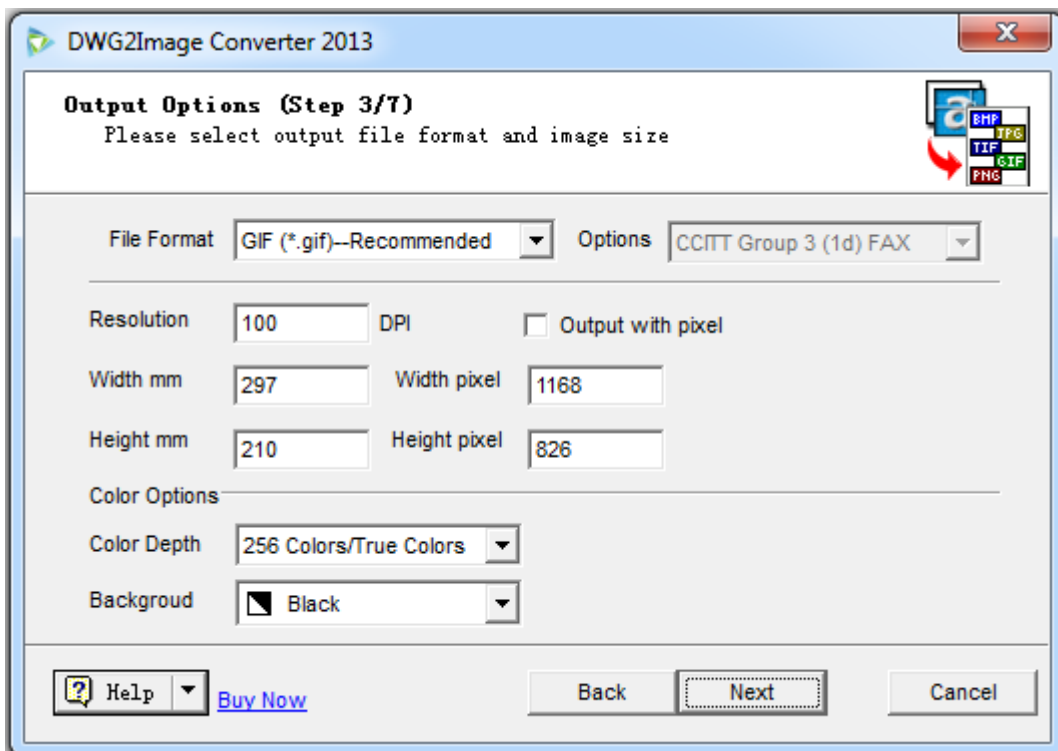 DWG2Image Converter 2013
Output Options (Step 3/7)
Please select output file format and image size
a
BMP
JPG
TIF
GIF
PNG
File Format GIF (*.gif)--Recommended Options CCITT Group 3 (1d) FAX
Resolution 100 DPI Output with pixel
Width mm 297 Width pixel 1168
Height mm 210 Height pixel 826
Color Options
Color Depth 256 Colors/True Colors
Backgroud Black
? Help Buy Now Back Next Cancel